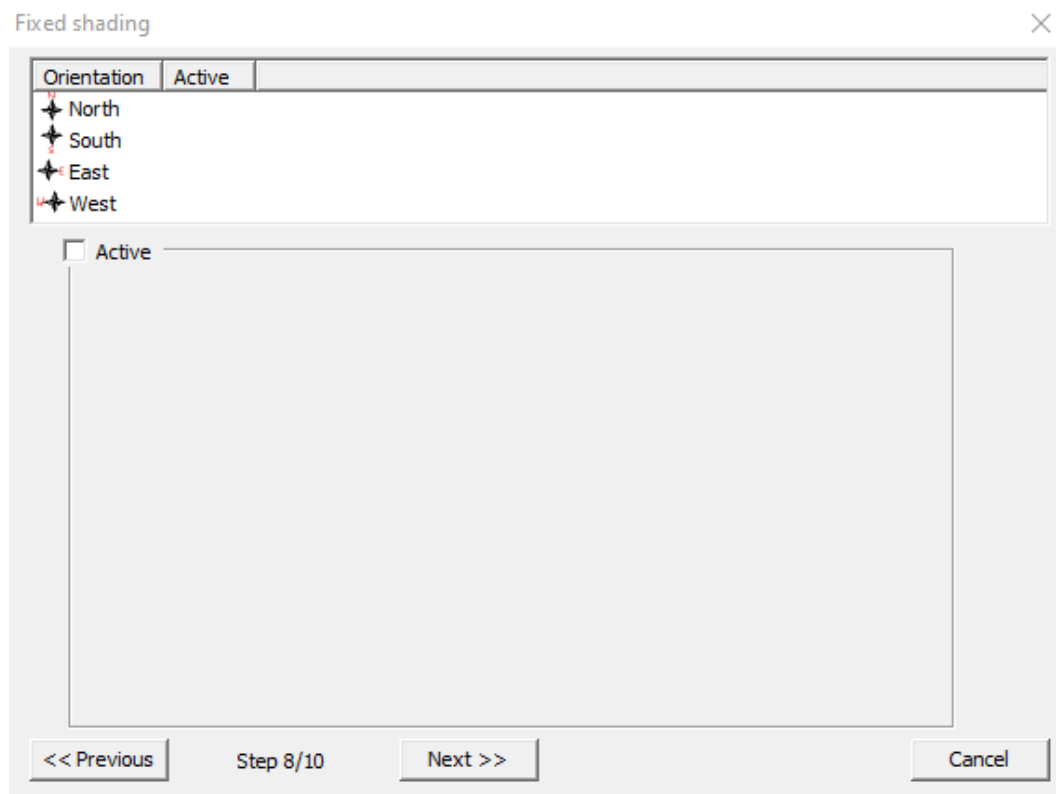 Fixed shading
Orientation Active
N North
S South
E East
W West
Active
<< Previous Step 8/10 Next >> Cancel